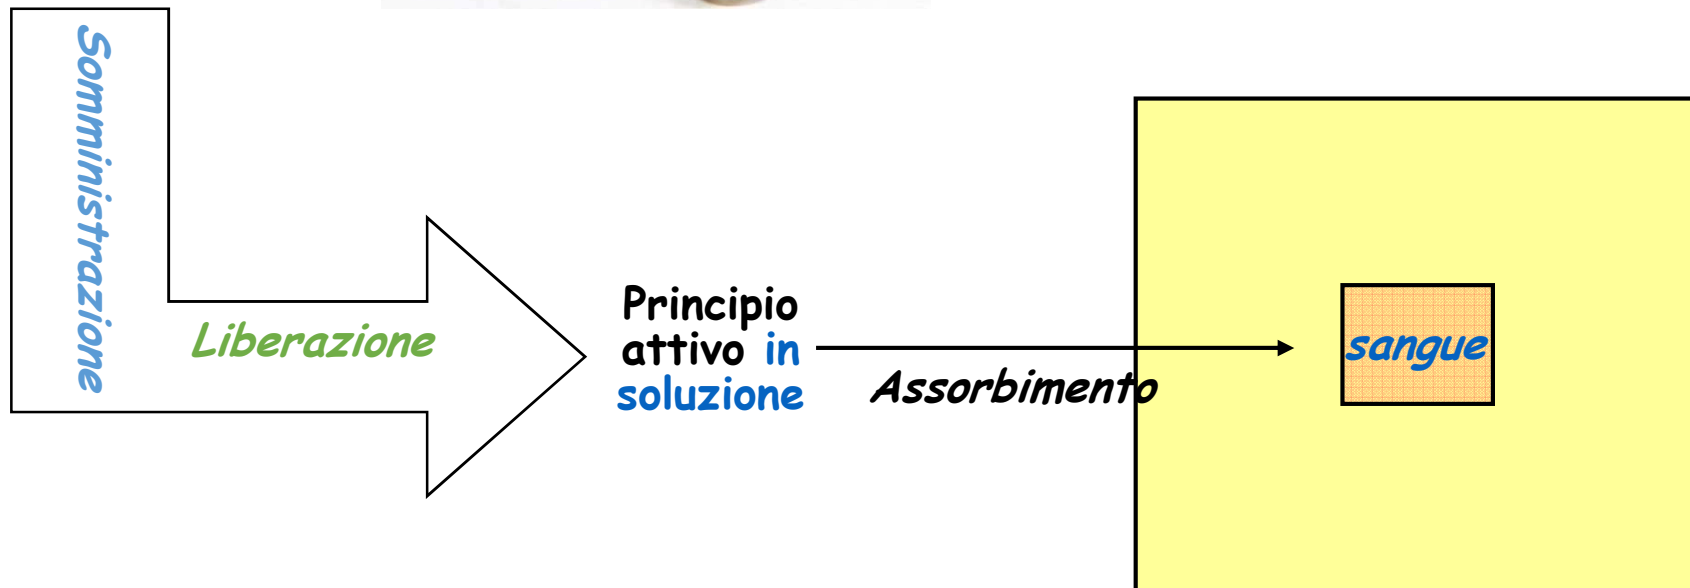 Somministrazione
Liberazione
Principio
attivo in
soluzione
Assorbimento
sangue